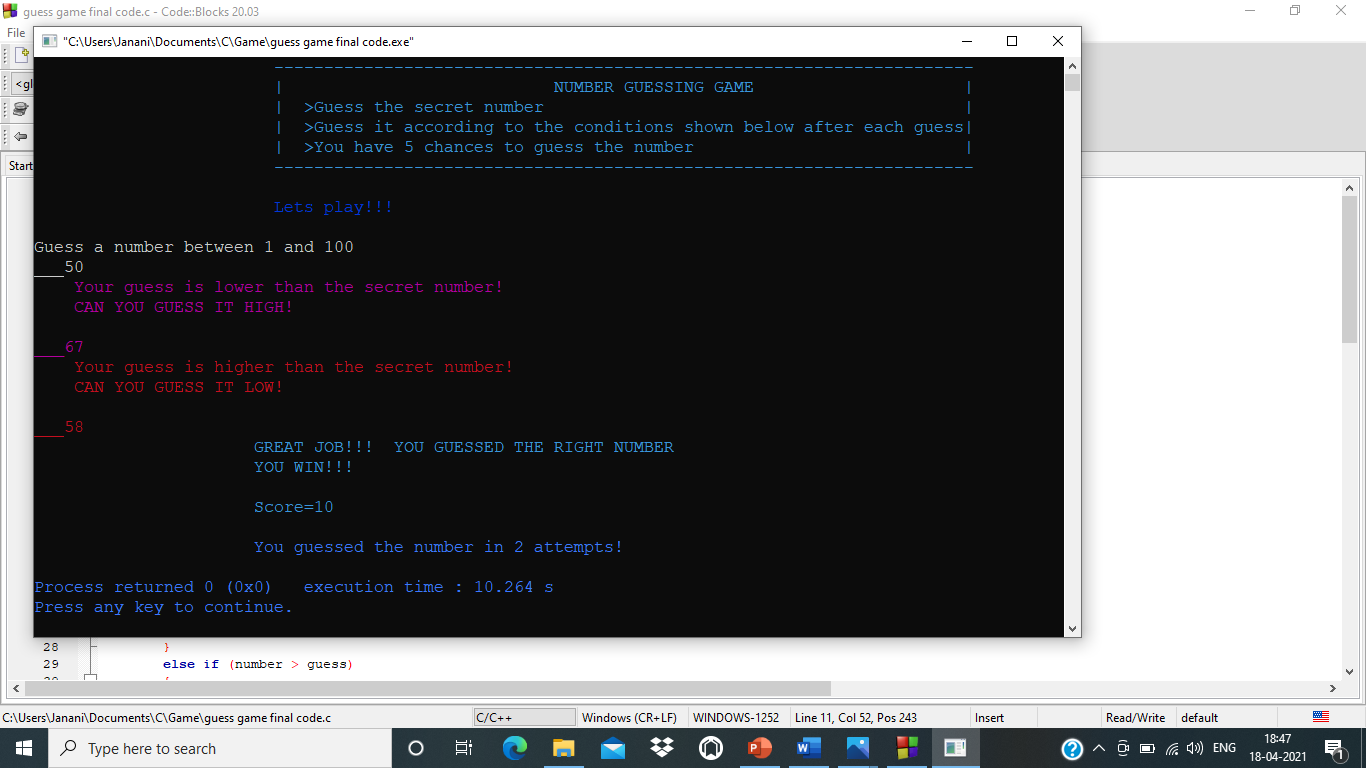 guess game final code.c - Code::Blocks 20.03
File
"C:\Users\Janani\Documents\C\Game\guess game final code.exe"
<gl
Start
----------------------------------------------------------------------
| NUMBER GUESSING GAME |
| >Guess the secret number |
| >Guess it according to the conditions shown below after each guess|
| >You have 5 chances to guess the number |
----------------------------------------------------------------------
Lets play!!!
Guess a number between 1 and 100
___50
Your guess is lower than the secret number!
CAN YOU GUESS IT HIGH!
___67
Your guess is higher than the secret number!
CAN YOU GUESS IT LOW!
___58
GREAT JOB!!!  YOU GUESSED THE RIGHT NUMBER
YOU WIN!!!
Score=10
You guessed the number in 2 attempts!
Process returned 0 (0x0)   execution time : 10.264 s
Press any key to continue.
28 }
29 else if (number > guess)
C:\Users\Janani\Documents\C\Game\guess game final code.c C/C++ Windows (CR+LF) WINDOWS-1252 Line 11, Col 52, Pos 243 Insert Read/Write default
Type here to search
ENG 18:47
18-04-2021
1